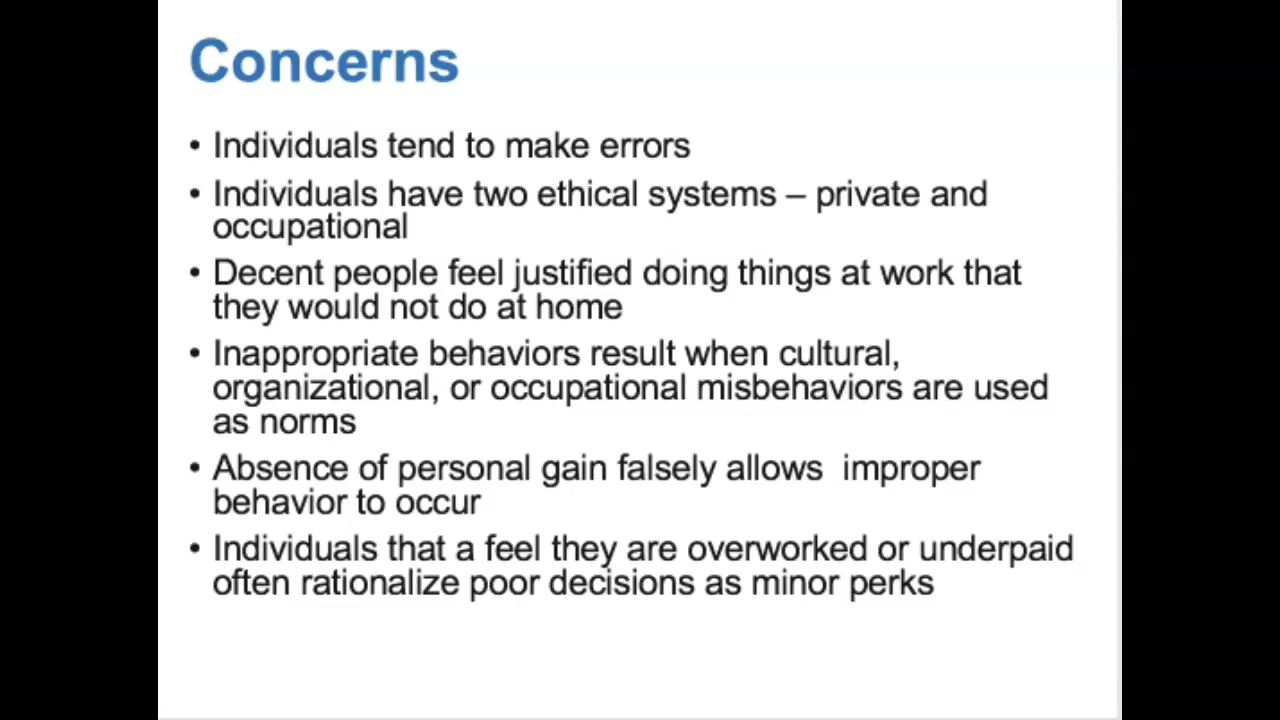 Concerns
• Individuals tend to make errors
• Individuals have two ethical systems – private and
occupational
• Decent people feel justified doing things at work that
they would not do at home
• Inappropriate behaviors result when cultural,
organizational, or occupational misbehaviors are used
as norms
• Absence of personal gain falsely allows  improper
behavior to occur
• Individuals that a feel they are overworked or underpaid
often rationalize poor decisions as minor perks